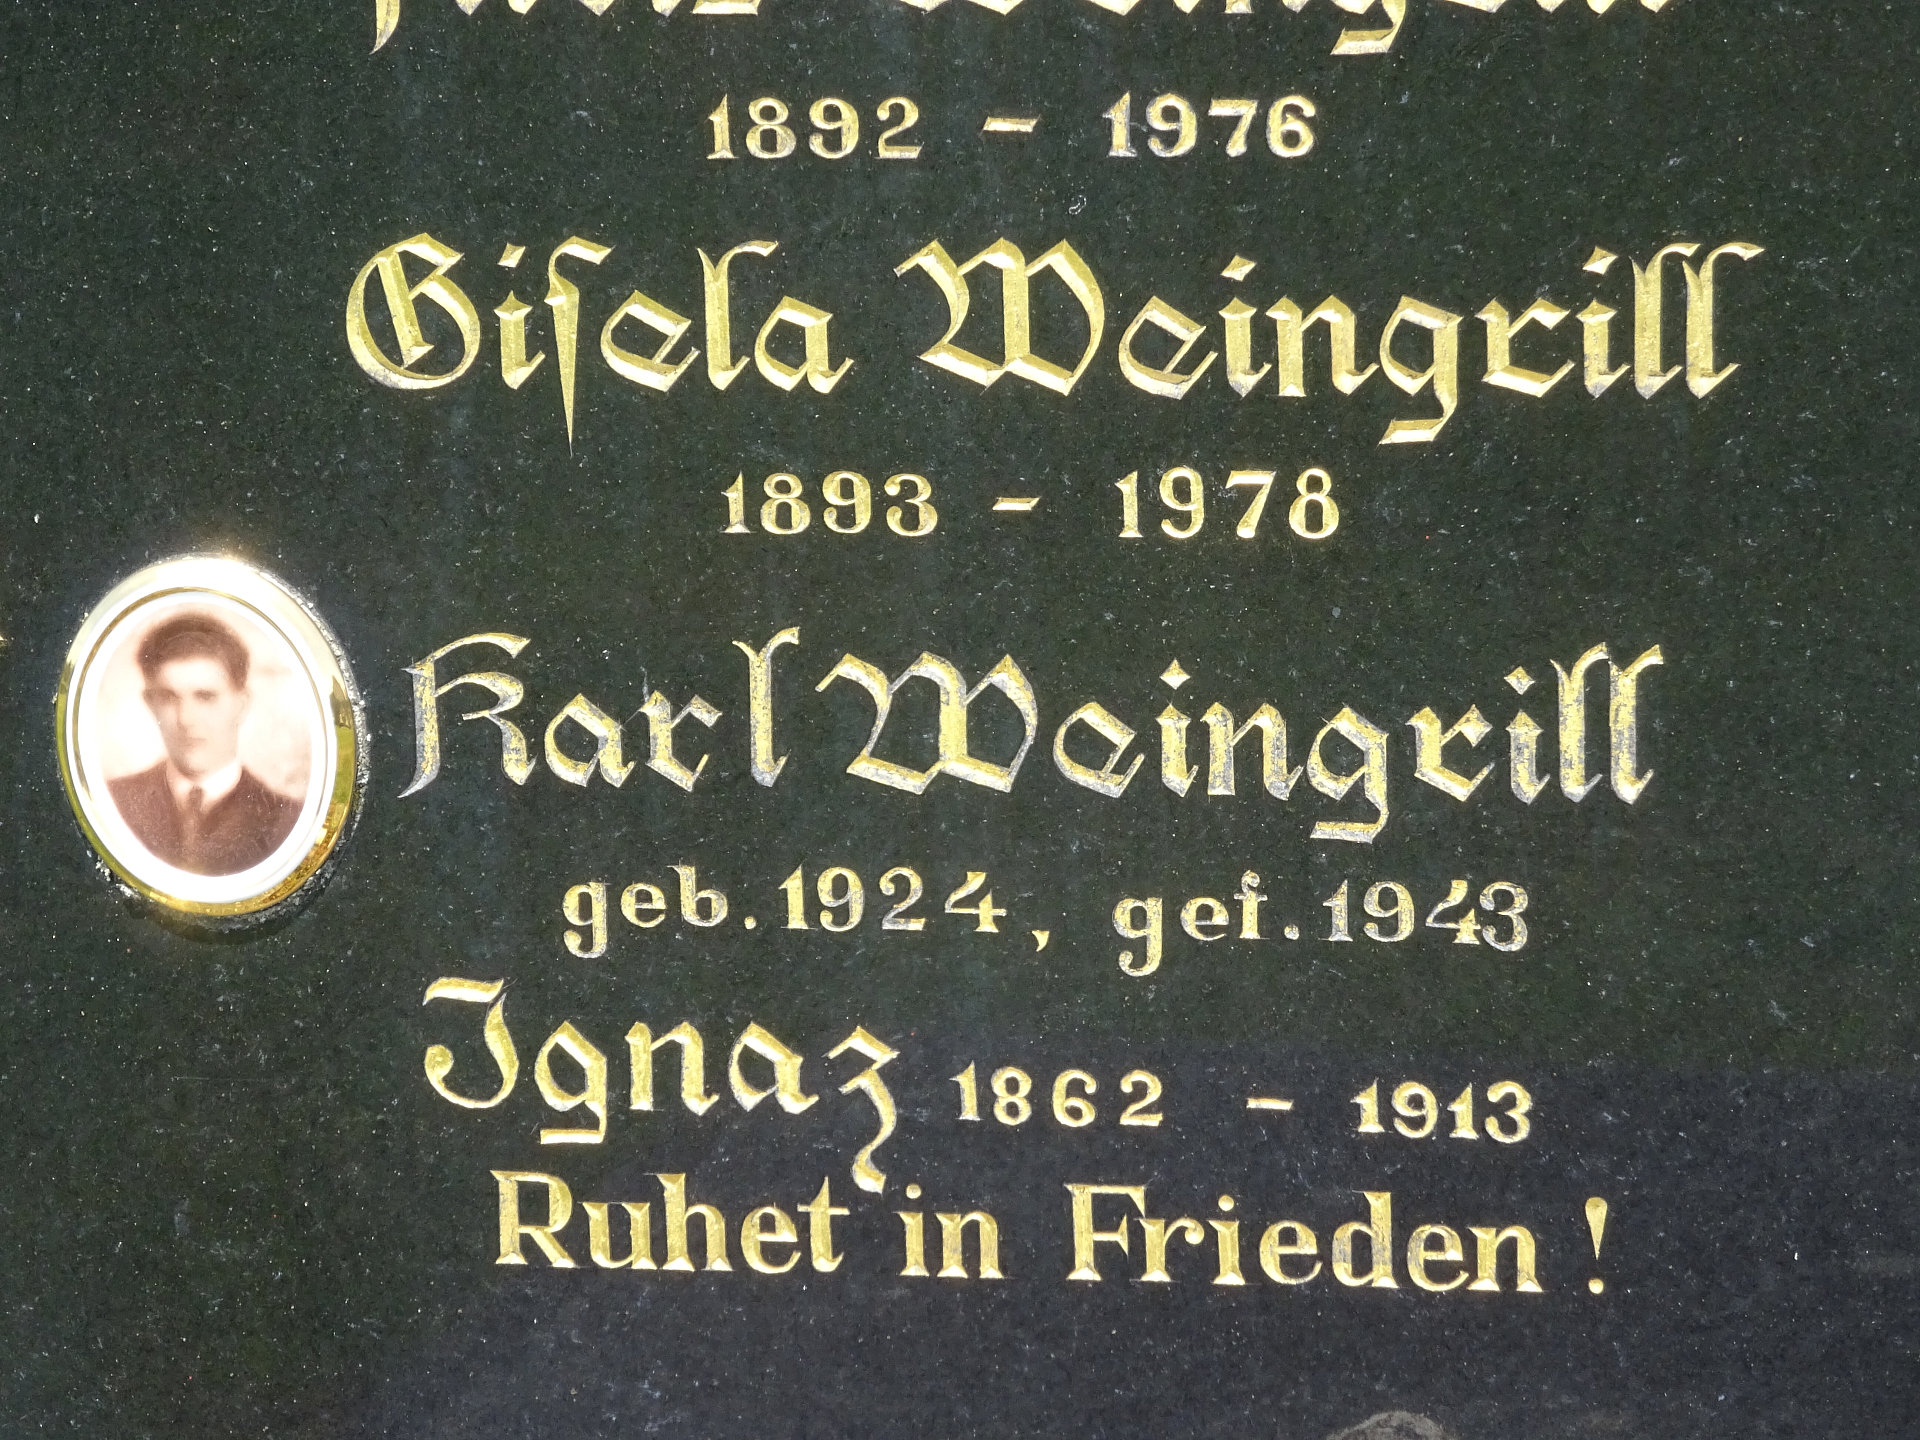 1892 - 1976
Gisela Weingrill
1893 - 1978
Karl Weingrill
geb. 1924, gef. 1943
Ignaz 1862 - 1913
Ruhet in Frieden!